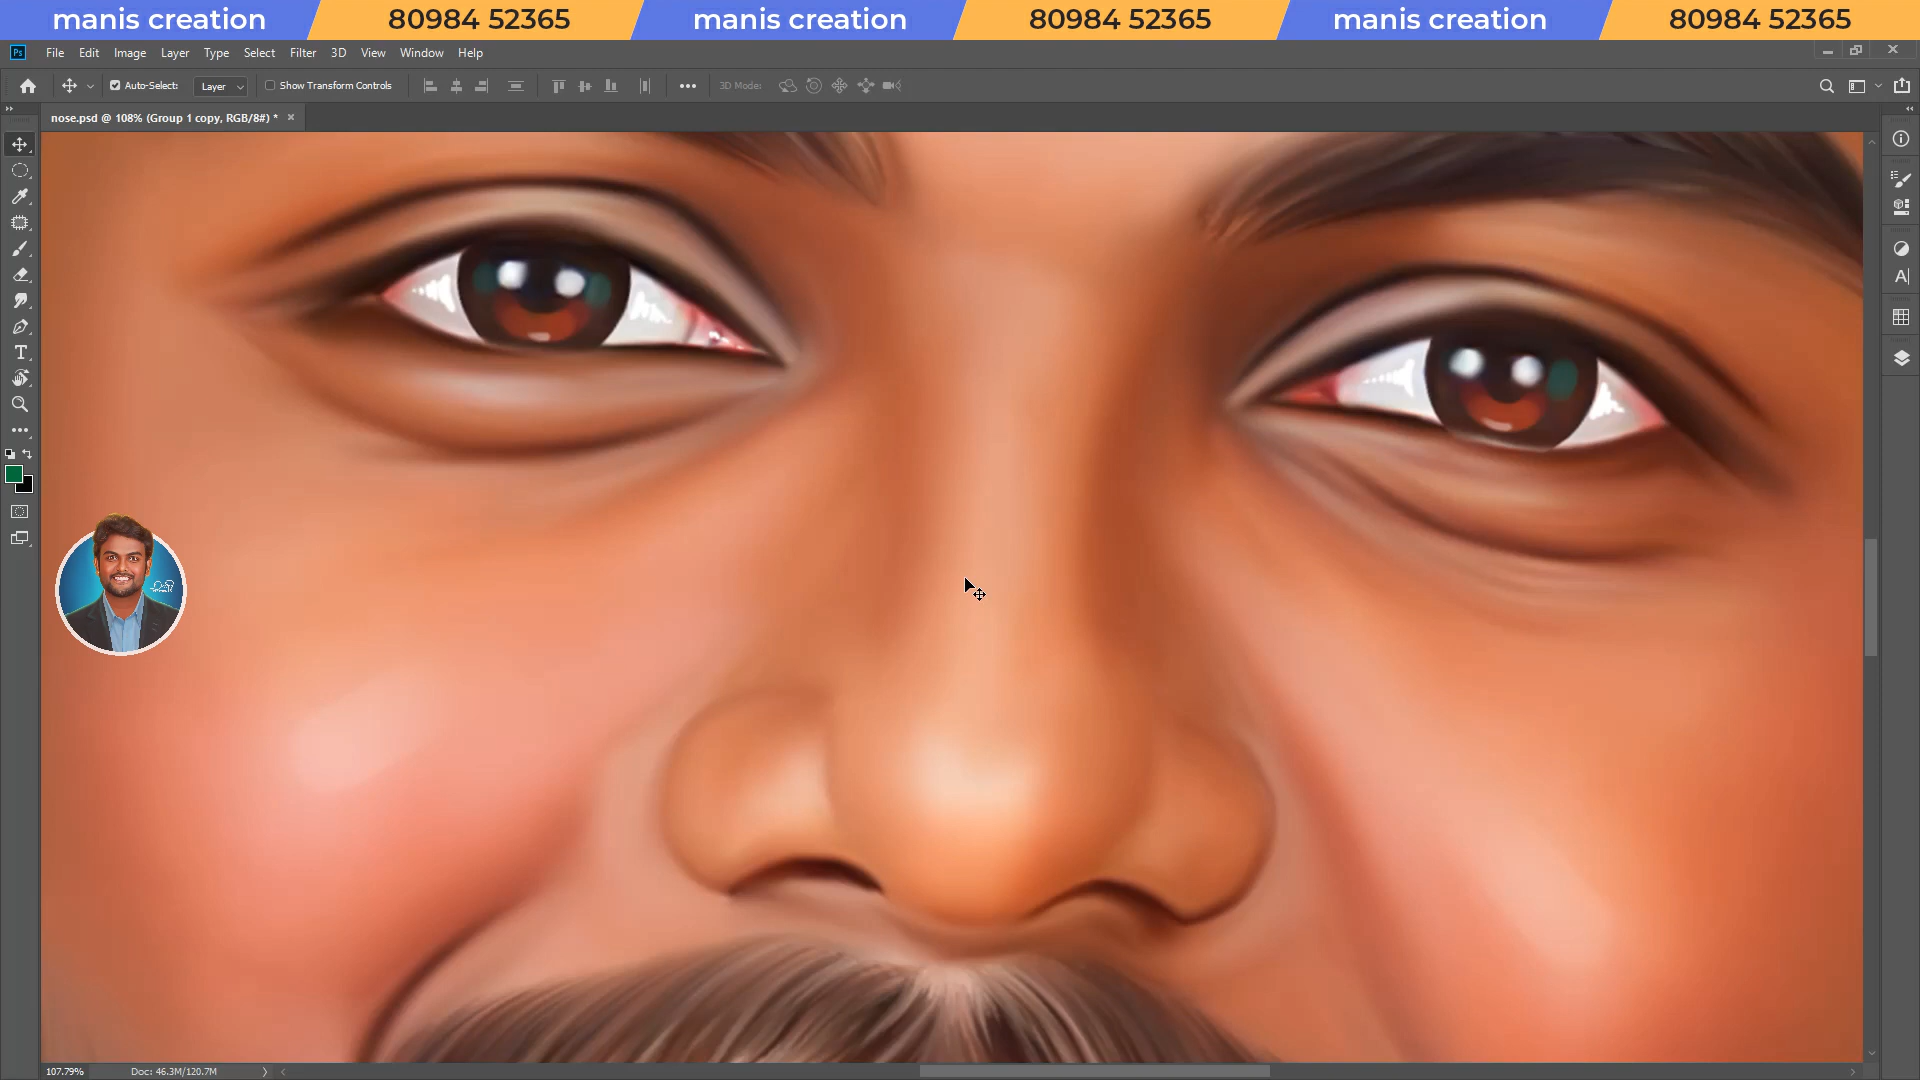 manis creation 80984 52365 manis creation 80984 52365 manis creation 80984 52365
File Edit Image Layer Type Select Filter 3D View Window Help
Auto-Select: Layer Show Transform Controls 3D Mode:
nose.psd @ 108% (Group 1 copy, RGB/8#) *
107.79% Doc: 46.3M/120.7M